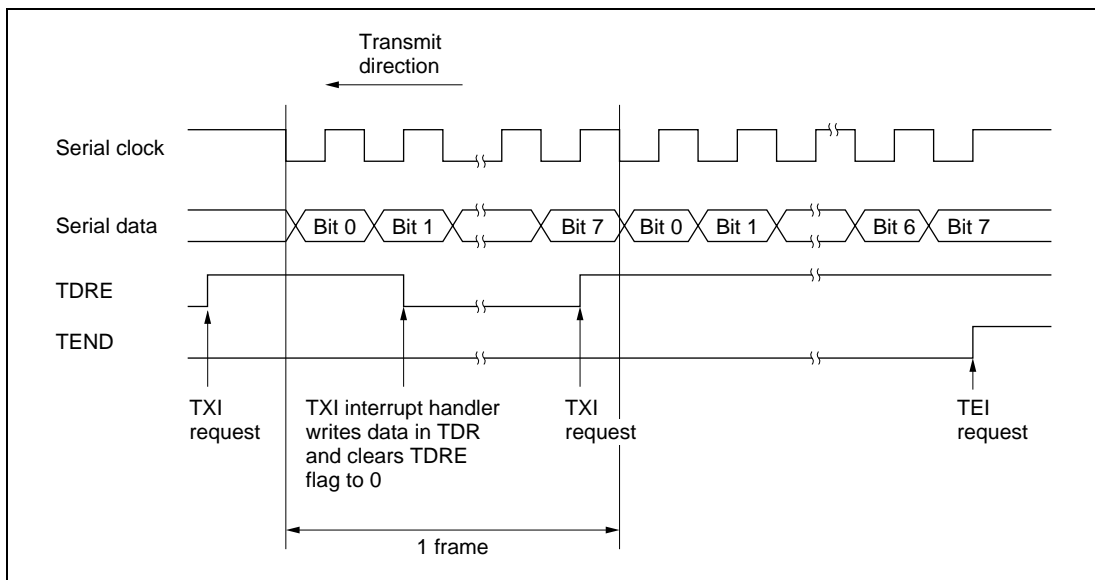 Transmit
direction
Serial clock
Serial data
Bit 0
Bit 1
Bit 7
Bit 0
Bit 1
Bit 6
Bit 7
TDRE
TEND
TXI
request
TXI interrupt handler
writes data in TDR
and clears TDRE
flag to 0
TXI
request
TEI
request
1 frame